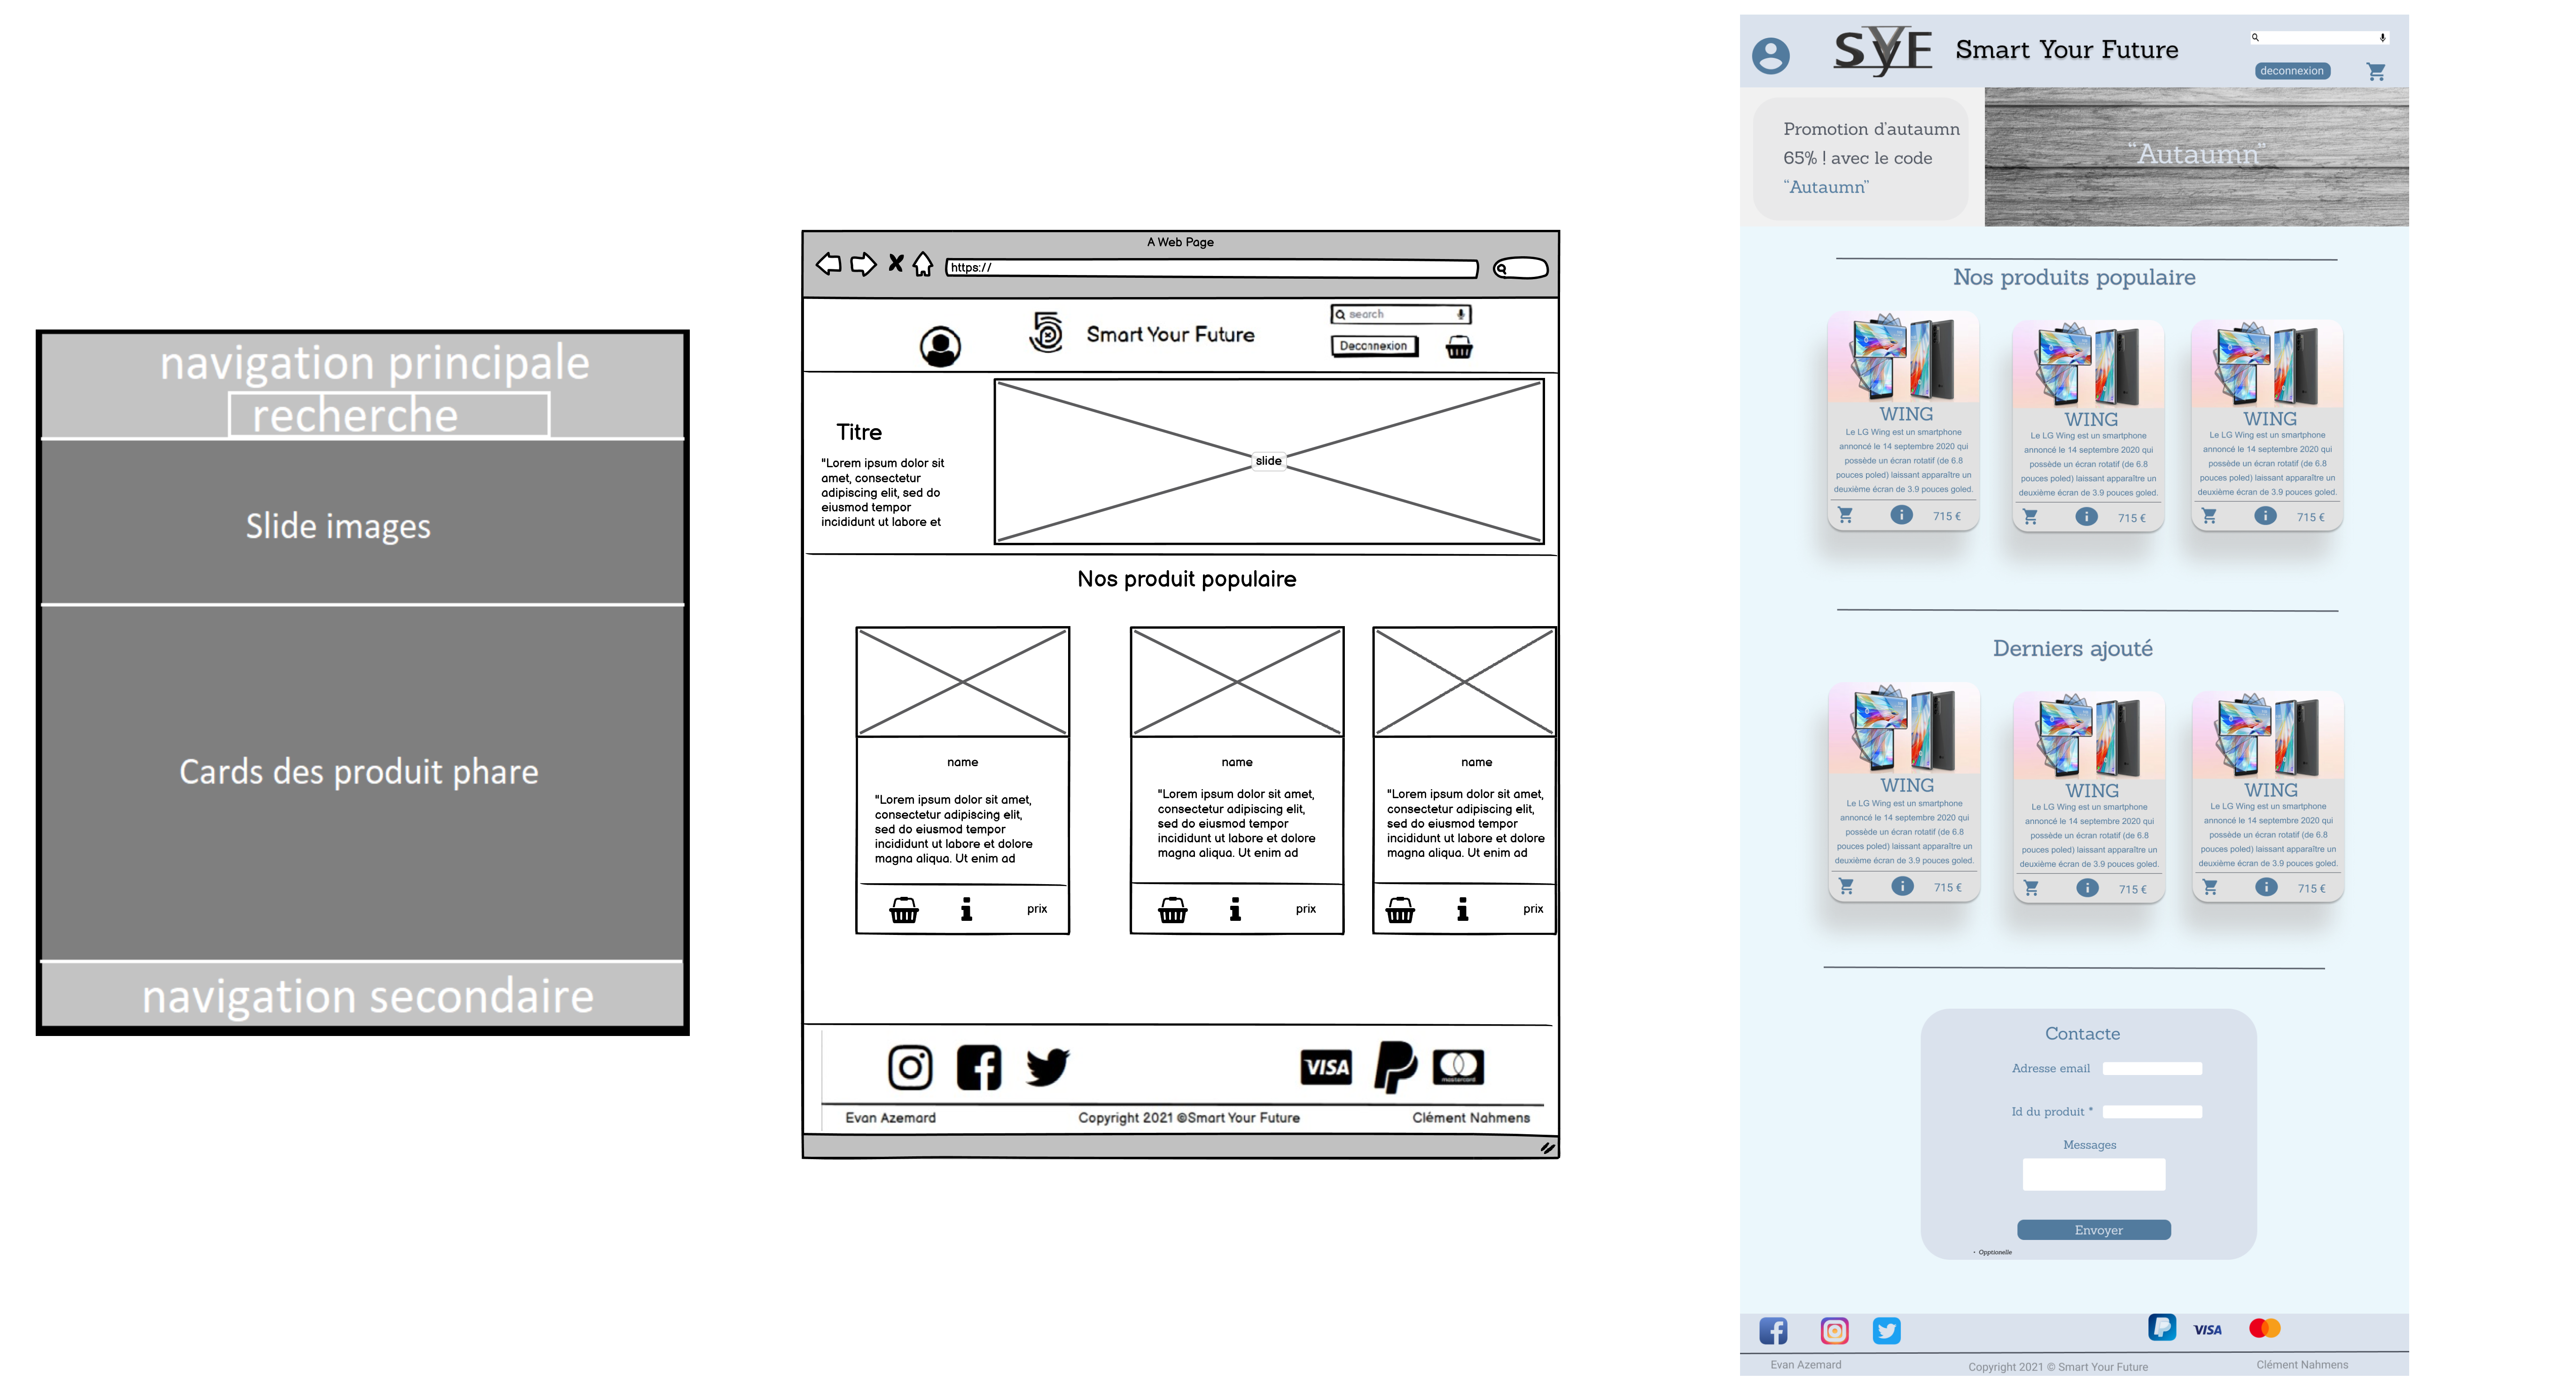 navigation principale
recherche
Slide images
Cards des produit phare
navigation secondaire
A Web Page
https://
Smart Your Future
search
Deconnexion
Titre
"Lorem ipsum dolor sit
amet, consectetur
adipiscing elit, sed do
eiusmod tempor
incididunt ut labore et
slide
Nos produit populaire
name
"Lorem ipsum dolor sit amet,
consectetur adipiscing elit,
sed do eiusmod tempor
incididunt ut labore et dolore
magna aliqua. Ut enim ad
prix
name
"Lorem ipsum dolor sit amet,
consectetur adipiscing elit,
sed do eiusmod tempor
incididunt ut labore et dolore
magna aliqua. Ut enim ad
prix
name
"Lorem ipsum dolor sit amet,
consectetur adipiscing elit,
sed do eiusmod tempor
incididunt ut labore et dolore
magna aliqua. Ut enim ad
prix
VISA
mastercard
Evan Azemard
Copyright 2021 ©Smart Your Future
Clément Nahmens
SYF
Smart Your Future
deconnexion
Promotion d'autaumn
65% ! avec le code
“Autaumn”
“Autaumn“
Nos produits populaire
WING
Le LG Wing est un smartphone
annoncé le 14 septembre 2020 qui
possède un écran rotatif (de 6.8
pouces poled) laissant apparaître un
deuxième écran de 3.9 pouces goled.
715 €
WING
Le LG Wing est un smartphone
annoncé le 14 septembre 2020 qui
possède un écran rotatif (de 6.8
pouces poled) laissant apparaître un
deuxième écran de 3.9 pouces goled.
715 €
WING
Le LG Wing est un smartphone
annoncé le 14 septembre 2020 qui
possède un écran rotatif (de 6.8
pouces poled) laissant apparaître un
deuxième écran de 3.9 pouces goled.
715 €
Derniers ajouté
WING
Le LG Wing est un smartphone
annoncé le 14 septembre 2020 qui
possède un écran rotatif (de 6.8
pouces poled) laissant apparaître un
deuxième écran de 3.9 pouces goled.
715 €
WING
Le LG Wing est un smartphone
annoncé le 14 septembre 2020 qui
possède un écran rotatif (de 6.8
pouces poled) laissant apparaître un
deuxième écran de 3.9 pouces goled.
715 €
WING
Le LG Wing est un smartphone
annoncé le 14 septembre 2020 qui
possède un écran rotatif (de 6.8
pouces poled) laissant apparaître un
deuxième écran de 3.9 pouces goled.
715 €
Contacte
Adresse email
Id du produit *
Messages
Envoyer
• Opptionelle
VISA
Evan Azemard
Copyright 2021 © Smart Your Future
Clément Nahmens